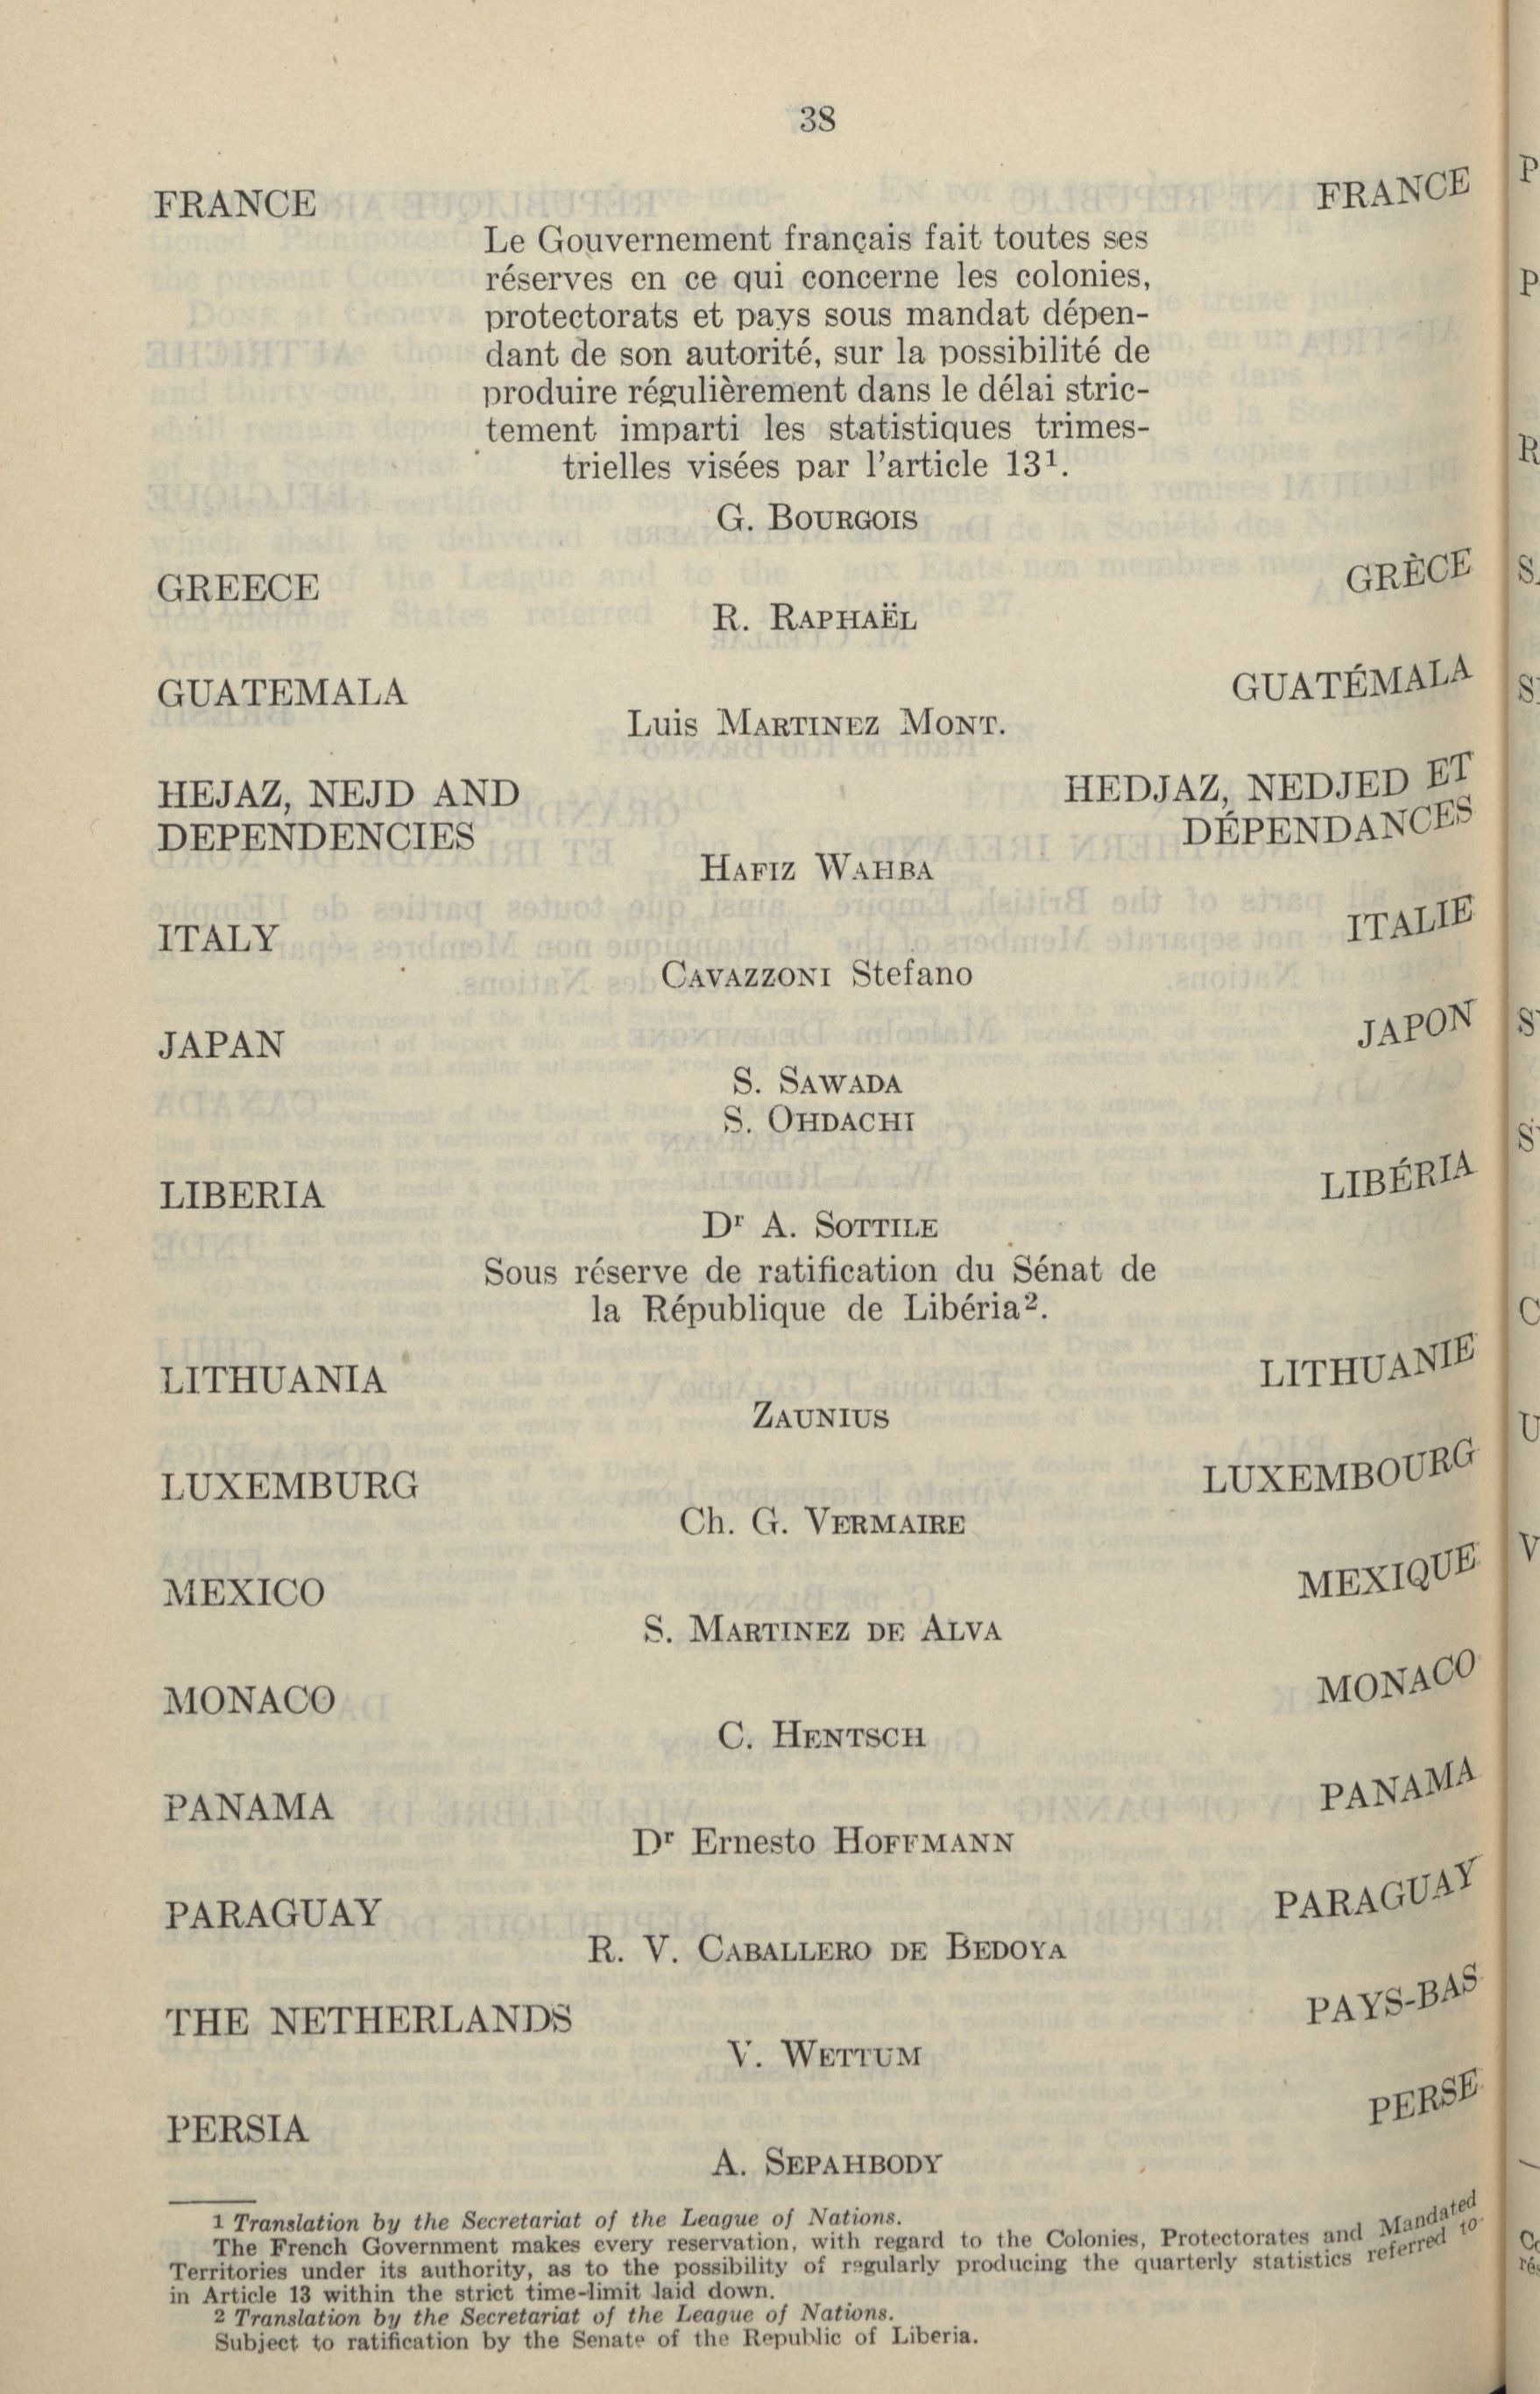 38
FRANCE FRANCE
Le Gouvernement français fait toutes ses
réserves en ce qui concerne les colonies,
protectorats et pays sous mandat dépen-
dant de son autorité, sur la possibilité de
produire régulièrement dans le délai stric-
tement imparti les statistiques trimes-
trielles visées par l'article 13¹.
G. BOURGOIS
GREECE GRÈCE
R. RAPHAËL
GUATEMALA GUATÉMALA
Luis MARTINEZ MONT.
HEJAZ, NEJD AND HEDJAZ, NEDJED ET
DEPENDENCIES DÉPENDANCES
HAFIZ WAHBA
ITALY ITALIE
CAVAZZONI Stefano
JAPAN JAPON
S. SAWADA
S. OHDACHI
LIBERIA LIBÉRIA
Dr A. SOTTILE
Sous réserve de ratification du Sénat de
la République de Libéria².
LITHUANIA LITHUANIE
ZAUNIUS
LUXEMBURG LUXEMBOURG
Ch. G. VERMAIRE
MEXICO MEXIQUE
S. MARTINEZ DE ALVA
MONACO MONACO
C. HENTSCH
PANAMA PANAMA
Dr Ernesto HOFFMANN
PARAGUAY PARAGUAY
R. V. CABALLERO DE BEDOYA
THE NETHERLANDS PAYS-BAS
V. WETTUM
PERSIA PERSE
A. SEPAHBODY
1 Translation by the Secretariat of the League of Nations.
The French Government makes every reservation, with regard to the Colonies, Protectorates and Mandated
Territories under its authority, as to the possibility of regularly producing the quarterly statistics referred to
in Article 13 within the strict time-limit laid down.
2 Translation by the Secretariat of the League of Nations.
Subject to ratification by the Senate of the Republic of Liberia.